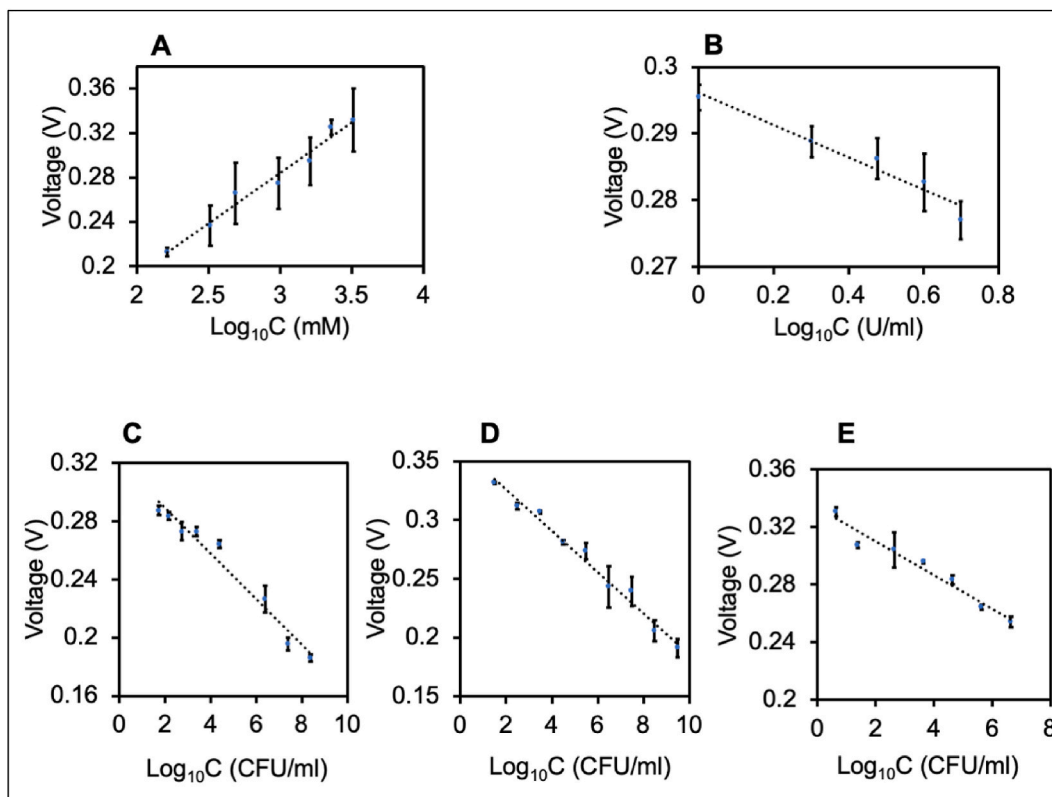 A
Voltage (V)
0.36
0.32
0.28
0.24
0.2
2 2.5 3 3.5 4
Log₁₀C (mM)
B
Voltage (V)
0.3
0.29
0.28
0.27
0 0.2 0.4 0.6 0.8
Log₁₀C (U/ml)
C
Voltage (V)
0.32
0.28
0.24
0.2
0.16
0 2 4 6 8 10
Log₁₀C (CFU/ml)
D
Voltage (V)
0.35
0.3
0.25
0.2
0.15
0 2 4 6 8 10
Log₁₀C (CFU/ml)
E
Voltage (V)
0.36
0.32
0.28
0.24
0.2
0 2 4 6 8
Log₁₀C (CFU/ml)